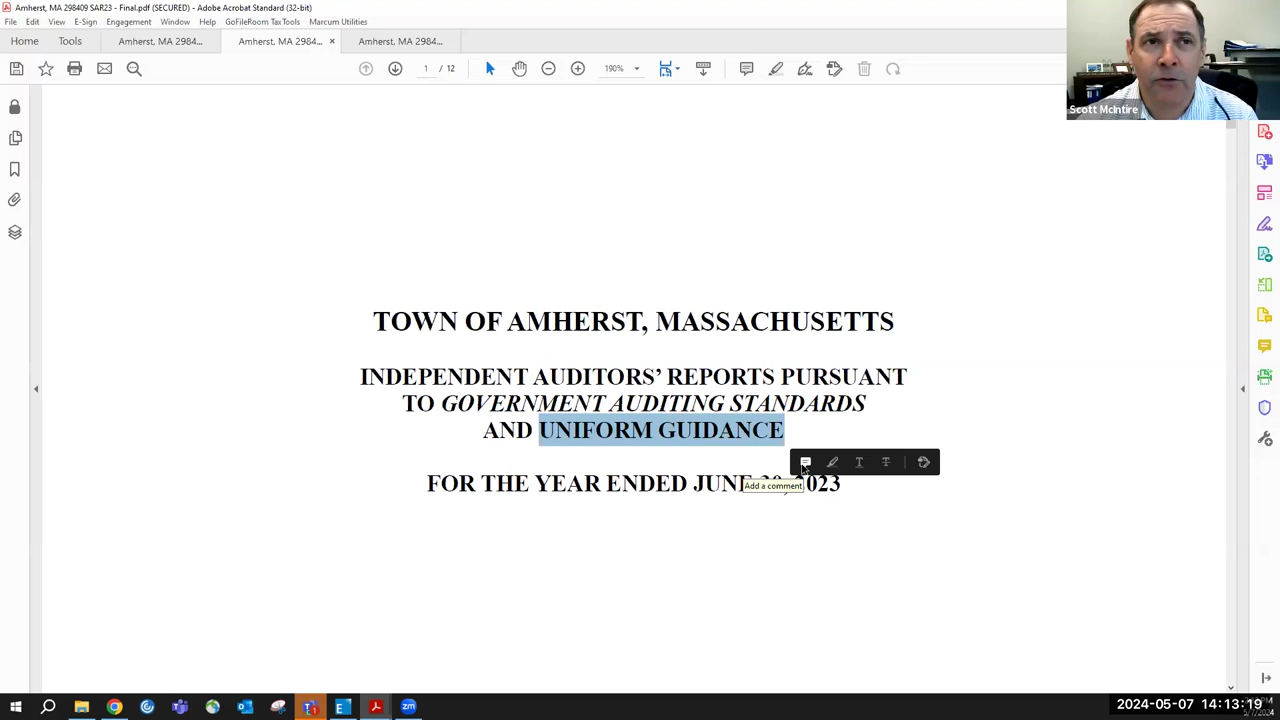 Amherst, MA 298409 SAR23 - Final.pdf (SECURED) - Adobe Acrobat Standard (32-bit)
File Edit View E-Sign Engagement Window Help GoFileRoom TaxTools Marcum Utilities
Home Tools Amherst, MA 2984... Amherst, MA 2984... × Amherst, MA 2984...
1 / 12 190%
Scott McIntire
TOWN OF AMHERST, MASSACHUSETTS
INDEPENDENT AUDITORS’ REPORTS PURSUANT
TO GOVERNMENT AUDITING STANDARDS
AND UNIFORM GUIDANCE
FOR THE YEAR ENDED JUNE 30, 2023
Add a comment
2024-05-07 14:13:19